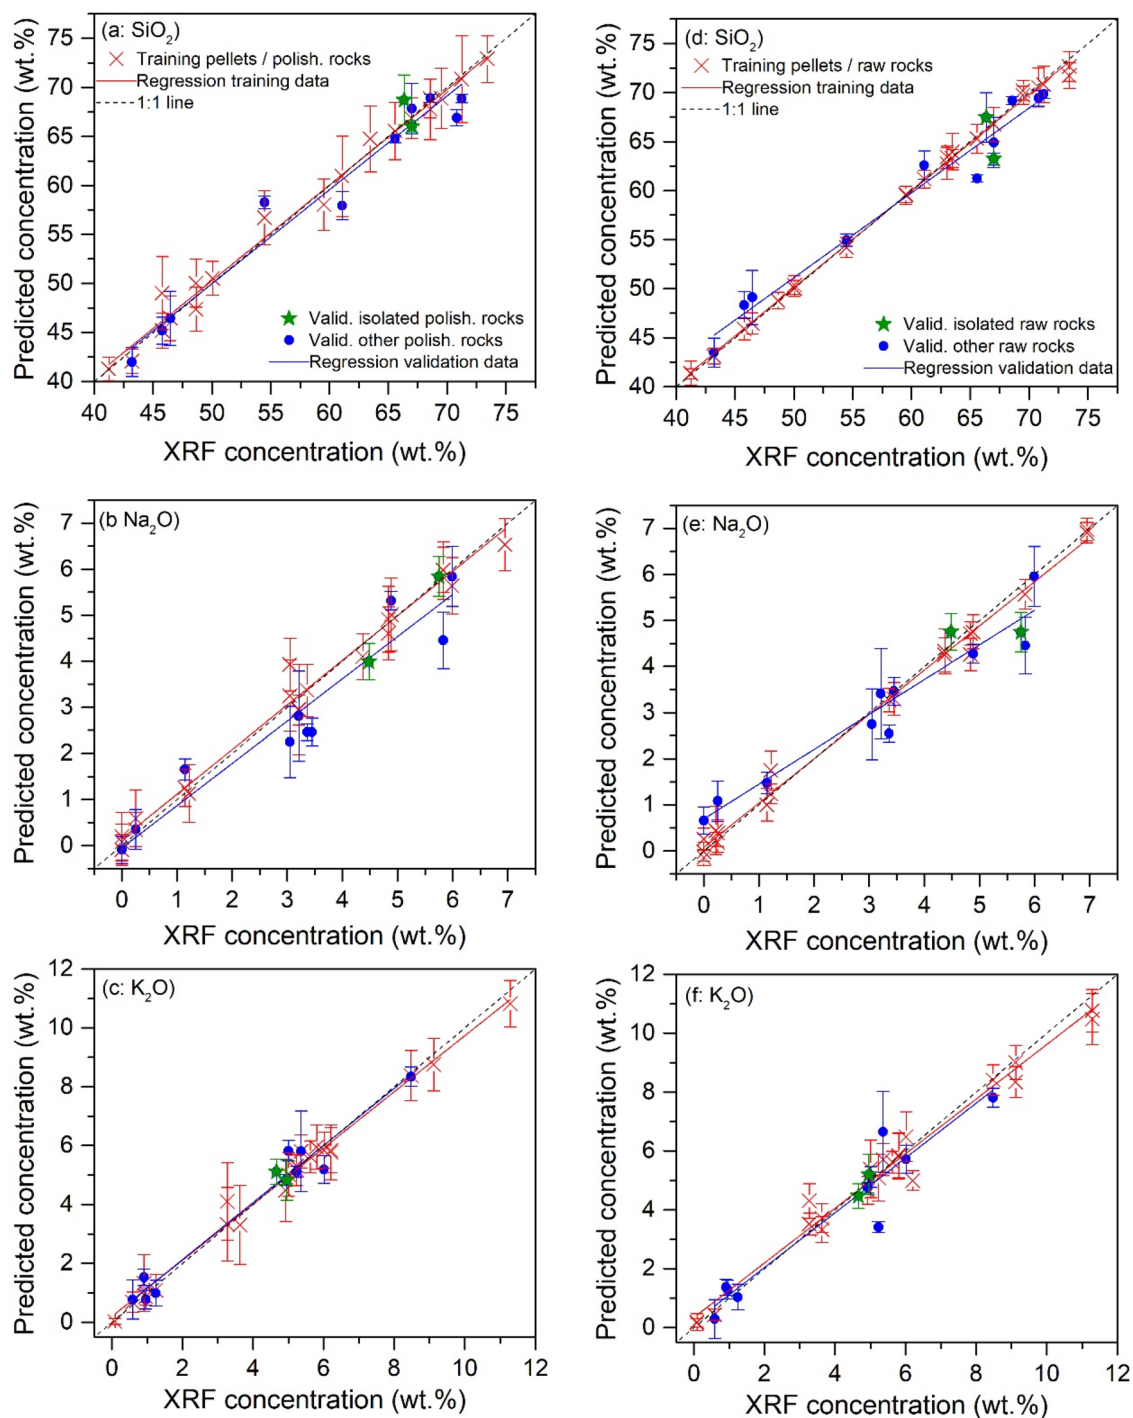 (a: SiO₂)
Training pellets / polish. rocks
Regression training data
1:1 line
Valid. isolated polish. rocks
Valid. other polish. rocks
Regression validation data
Predicted concentration (wt.%)
75
70
65
60
55
50
45
40
40 45 50 55 60 65 70 75
XRF concentration (wt.%)
(d: SiO₂)
Training pellets / raw rocks
Regression training data
1:1 line
Valid. isolated raw rocks
Valid. other raw rocks
Regression validation data
Predicted concentration (wt.%)
75
70
65
60
55
50
45
40
40 45 50 55 60 65 70 75
XRF concentration (wt.%)
(b Na₂O)
Predicted concentration (wt.%)
7
6
5
4
3
2
1
0
0 1 2 3 4 5 6 7
XRF concentration (wt.%)
(e: Na₂O)
Predicted concentration (wt.%)
7
6
5
4
3
2
1
0
0 1 2 3 4 5 6 7
XRF concentration (wt.%)
(c: K₂O)
Predicted concentration (wt.%)
12
10
8
6
4
2
0
0 2 4 6 8 10 12
XRF concentration (wt.%)
(f: K₂O)
Predicted concentration (wt.%)
12
10
8
6
4
2
0
0 2 4 6 8 10 12
XRF concentration (wt.%)